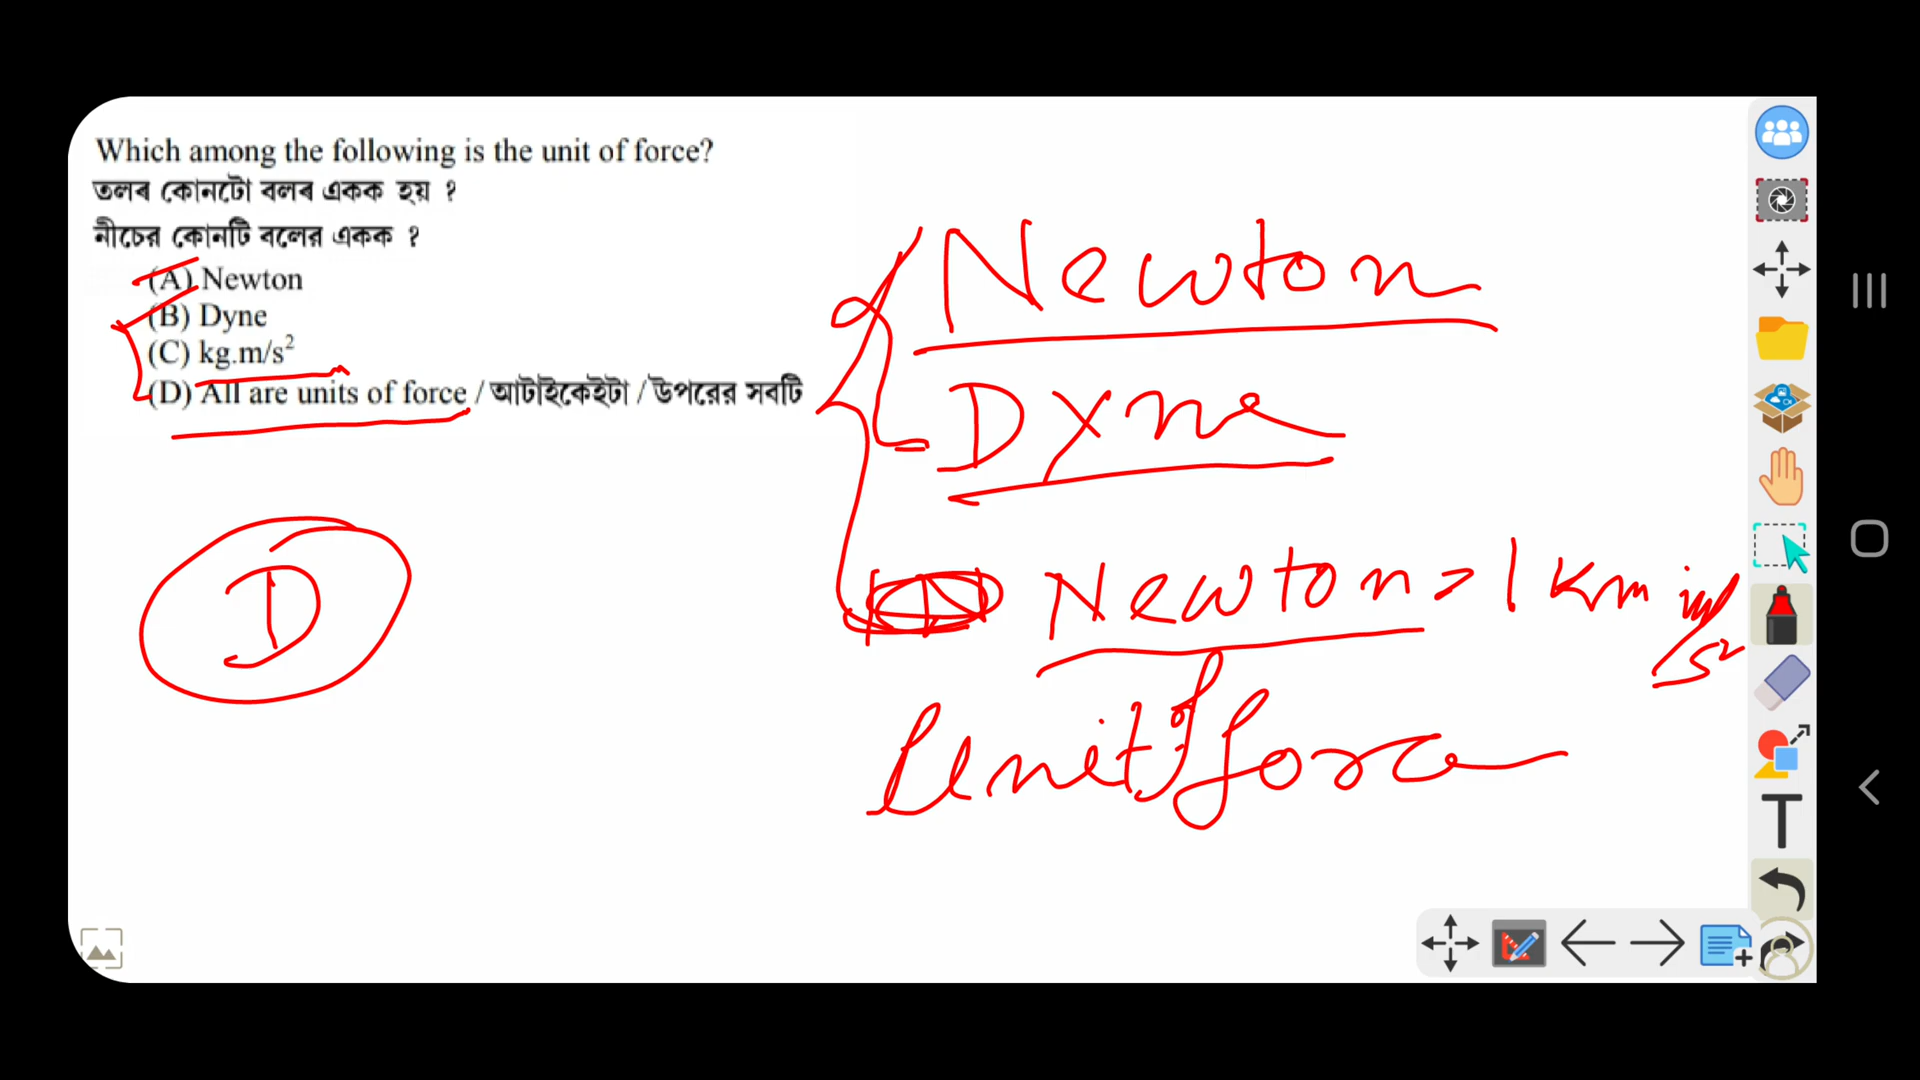 Which among the following is the unit of force?
তলৰ কোনটো বলৰ একক হয় ?
নীচের কোনটি বলের একক ?
(A) Newton
(B) Dyne
(C) kg.m/s²
(D) All are units of force / আটাইকেইটা / উপরের সবটি
D
Newton
Dyne
Newton = 1 Km
/s²
Unit of force
T